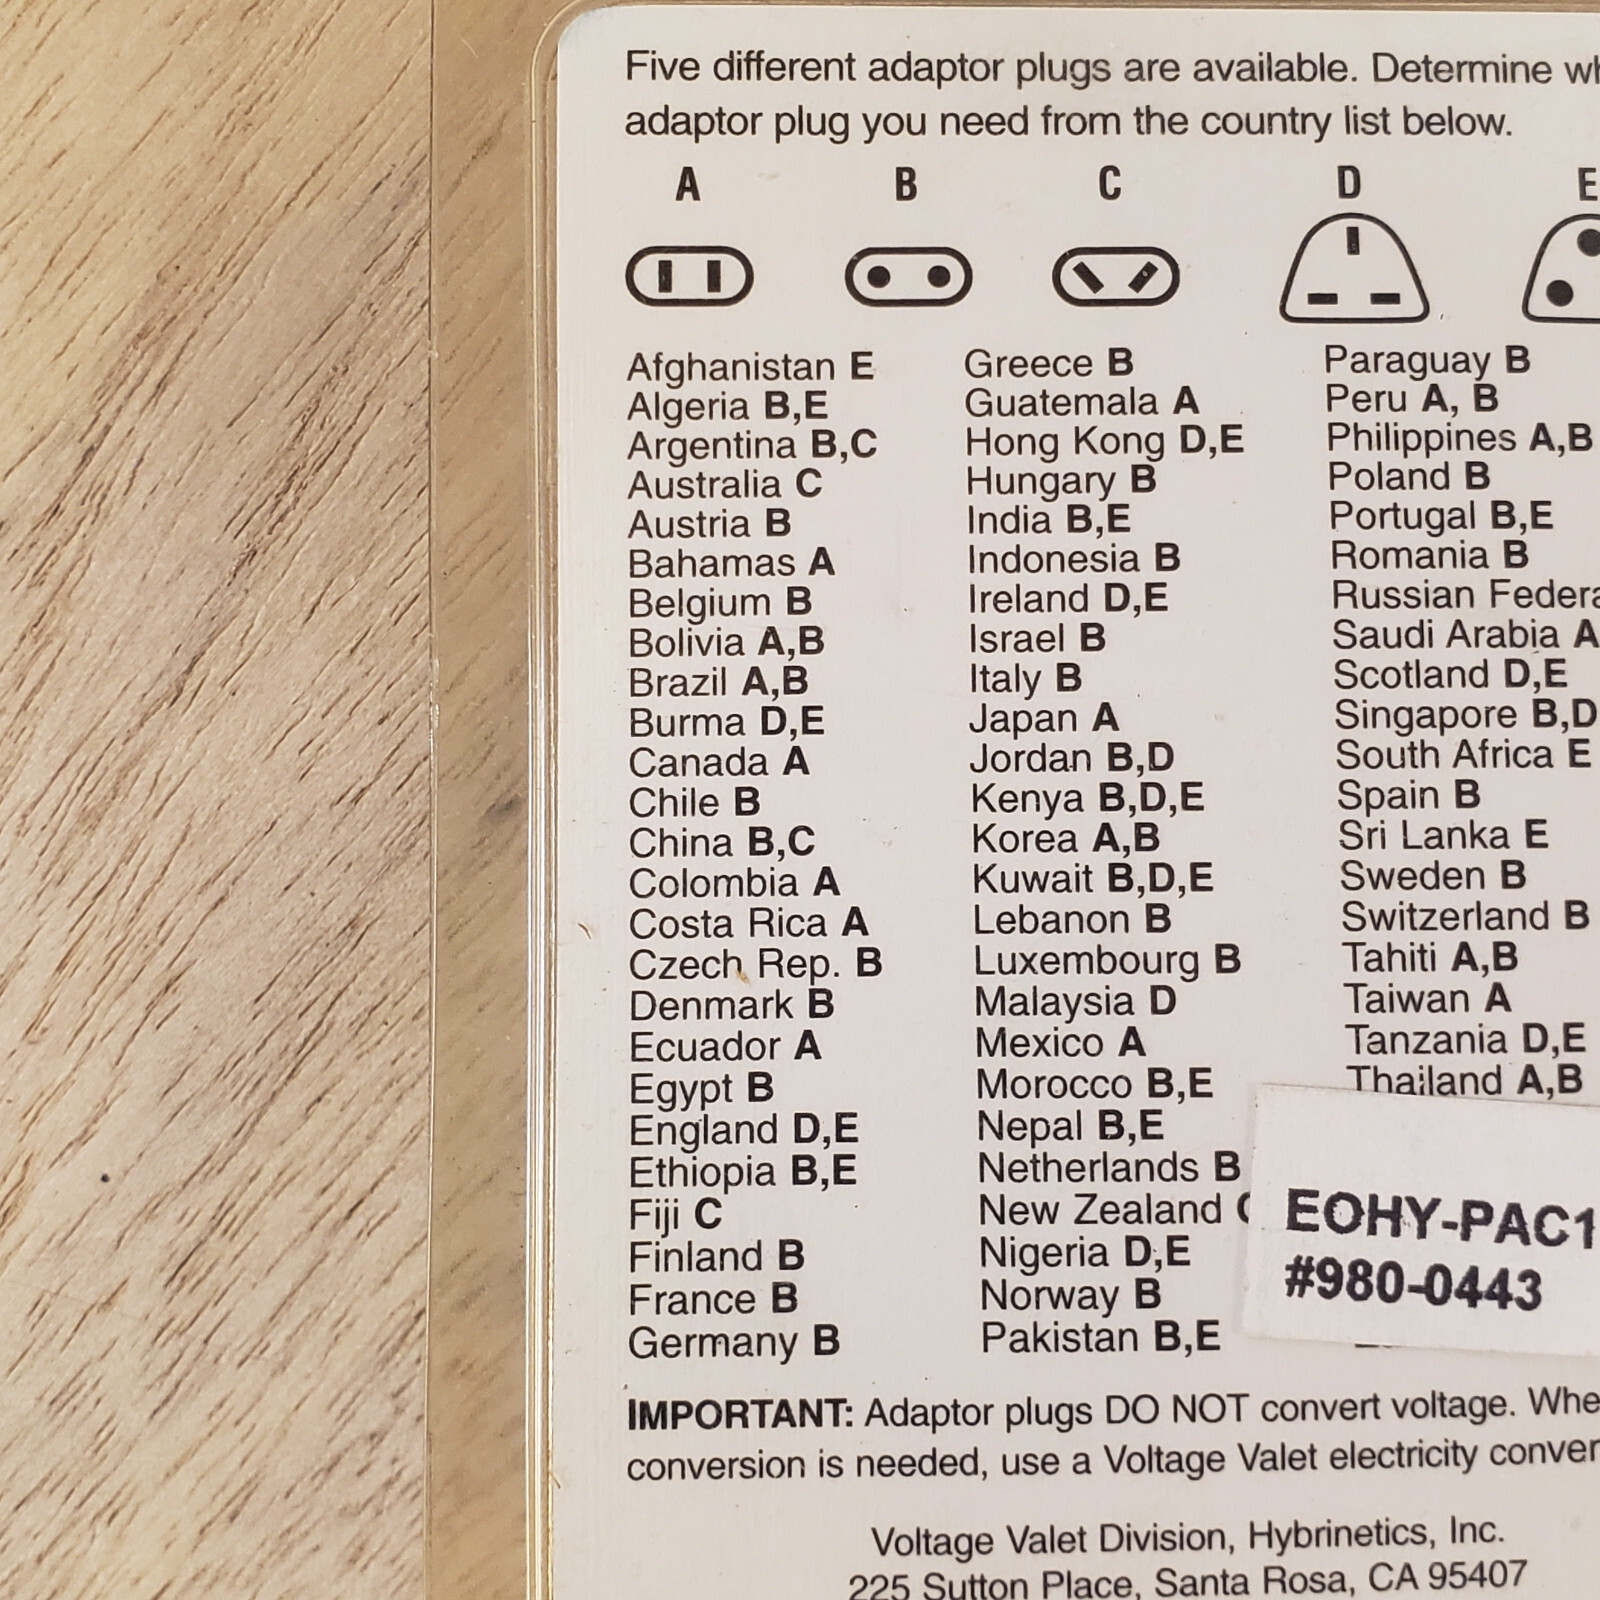 Five different adaptor plugs are available. Determine
adaptor plug you need from the country list below.
A B C D E
Afghanistan E
Algeria B,E
Argentina B,C
Australia C
Austria B
Bahamas A
Belgium B
Bolivia A,B
Brazil A,B
Burma D,E
Canada A
Chile B
China B,C
Colombia A
Costa Rica A
Czech Rep. B
Denmark B
Ecuador A
Egypt B
England D,E
Ethiopia B,E
Fiji C
Finland B
France B
Germany B
Greece B
Guatemala A
Hong Kong D,E
Hungary B
India B,E
Indonesia B
Ireland D,E
Israel B
Italy B
Japan A
Jordan B,D
Kenya B,D,E
Korea A,B
Kuwait B,D,E
Lebanon B
Luxembourg B
Malaysia D
Mexico A
Morocco B,E
Nepal B,E
Netherlands B
New Zealand
Nigeria D,E
Norway B
Pakistan B,E
Paraguay B
Peru A, B
Philippines A,B
Poland B
Portugal B,E
Romania B
Russian
Saudi Arabia A
Scotland D,E
Singapore B,D
South Africa E
Spain B
Sri Lanka E
Sweden B
Switzerland B
Tahiti A,B
Taiwan A
Tanzania D,E
Thailand A,B
EOHY-PAC1
#980-0443
IMPORTANT: Adaptor plugs DO NOT convert voltage.
conversion is needed, use a Voltage Valet electricity
Voltage Valet Division, Hybrinetics, Inc.
225 Sutton Place, Santa Rosa, CA 95407